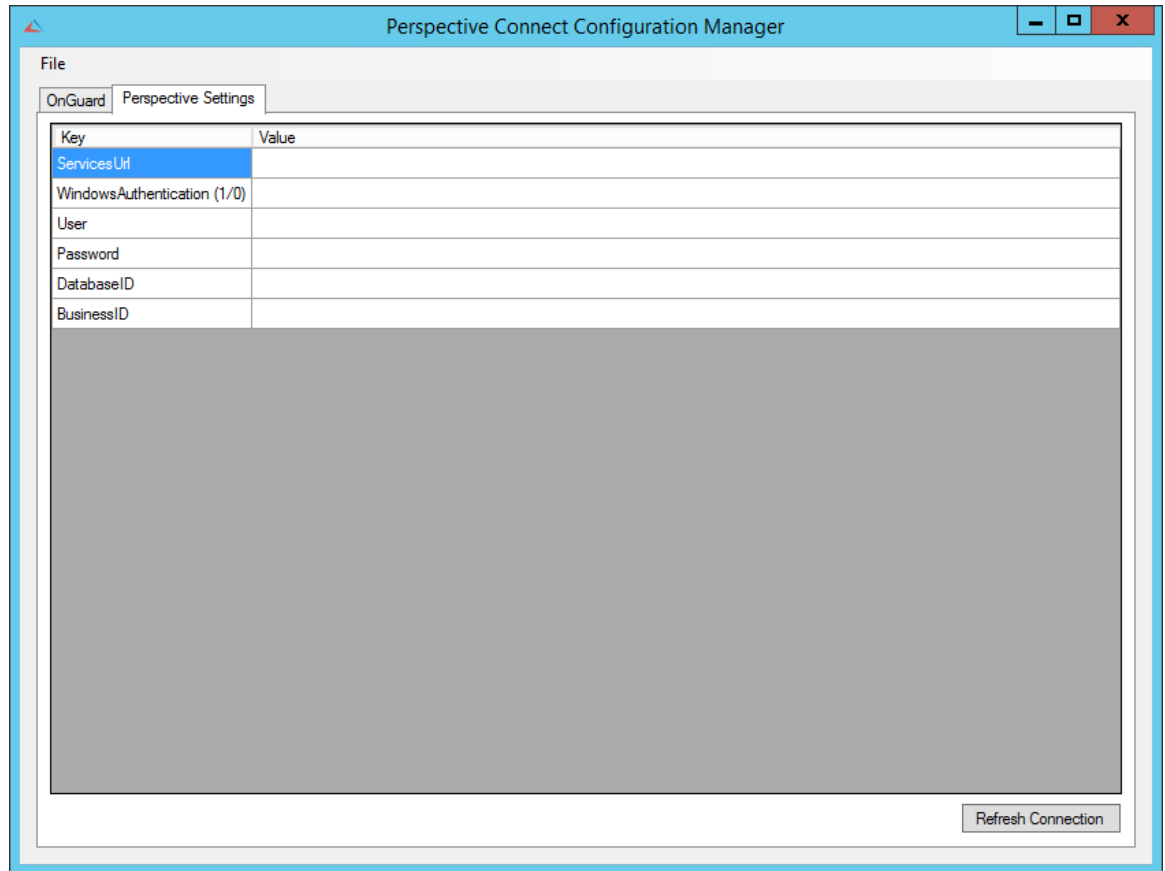 Perspective Connect Configuration Manager
File
OnGuard Perspective Settings
Key Value
ServicesUrl
WindowsAuthentication (1/0)
User
Password
DatabaseID
BusinessID
Refresh Connection